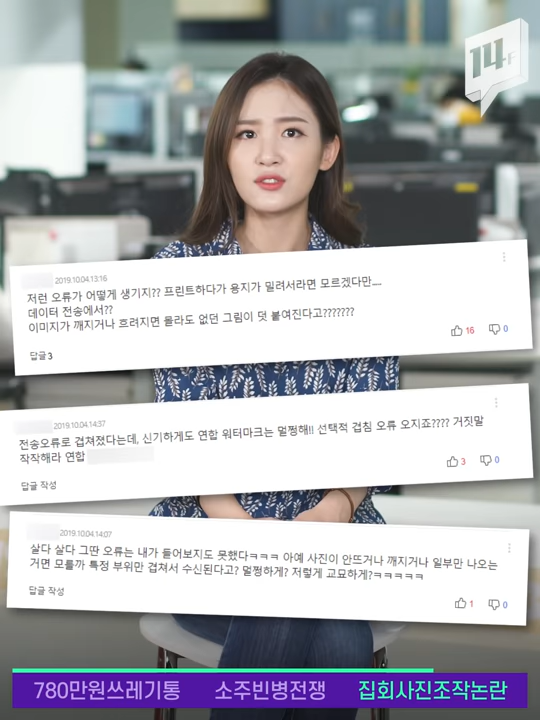 14F
2019.10.04.13:16
저런 오류가 어떻게 생기지?? 프린트하다가 용지가 밀려서라면 모르겠다만....
데이터 전송에서??
이미지가 깨지거나 흐려지면 몰라도 없던 그림이 덧 붙여진다고???????
16 0
답글 3
2019.10.04.14:37
전송오류로 겹쳐졌다는데, 신기하게도 연합 워터마크는 멀쩡해!! 선택적 겹침 오류 오지죠???? 거짓말
작작해라 연합
3 0
답글 작성
2019.10.04.14:07
살다 살다 그딴 오류는 내가 들어보지도 못했다ㅋㅋㅋ 아예 사진이 안뜨거나 깨지거나 일부만 나오는
거면 모를까 특정 부위만 겹쳐서 수신된다고? 멀쩡하게? 저렇게 교묘하게?ㅋㅋㅋㅋㅋ
답글 작성
1 0
780만원쓰레기통 소주빈병전쟁 집회사진조작논란